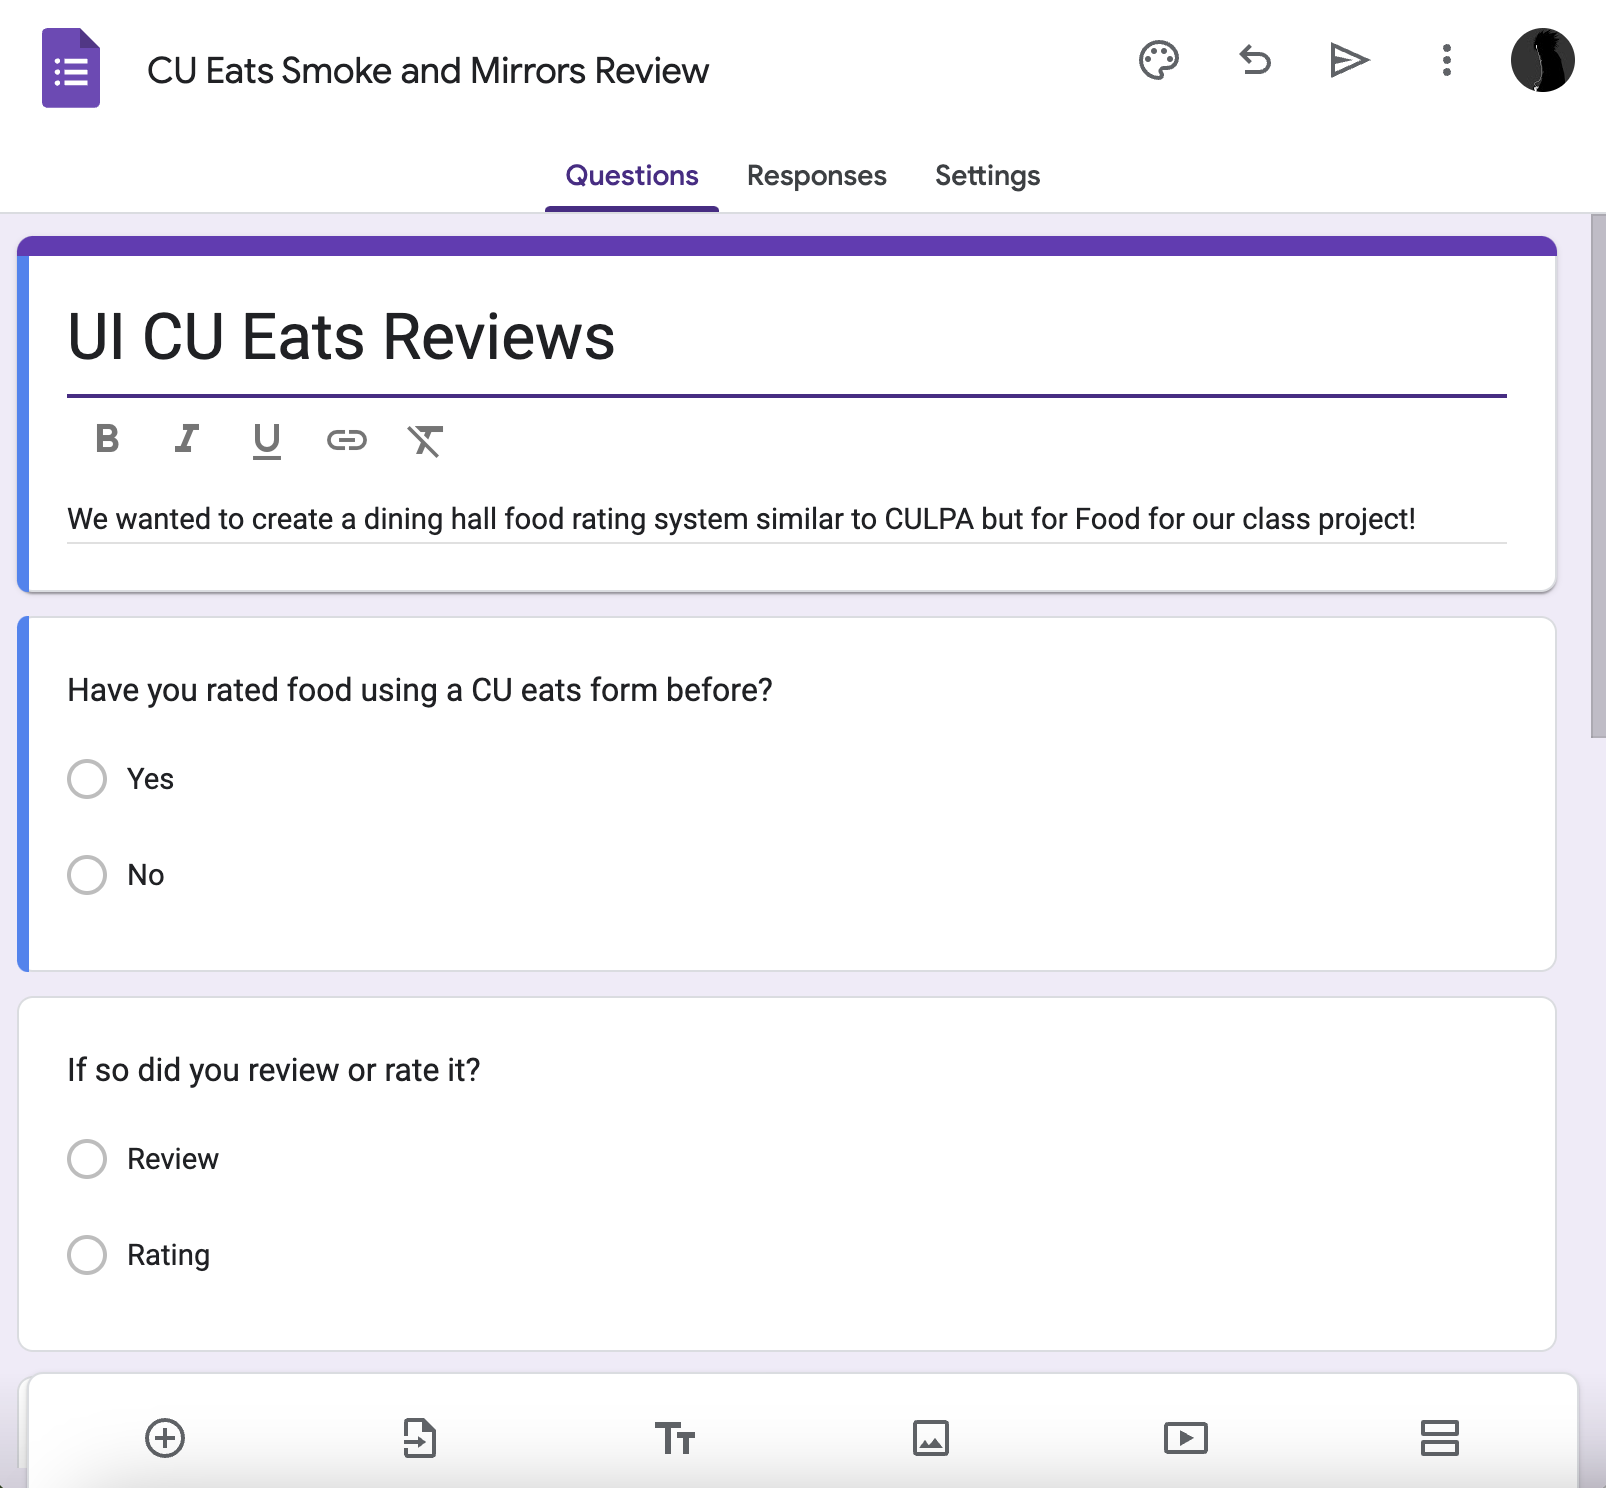 CU Eats Smoke and Mirrors Review
Questions Responses Settings
UI CU Eats Reviews
B I U
We wanted to create a dining hall food rating system similar to CULPA but for Food for our class project!
Have you rated food using a CU eats form before?
Yes
No
If so did you review or rate it?
Review
Rating
Tт